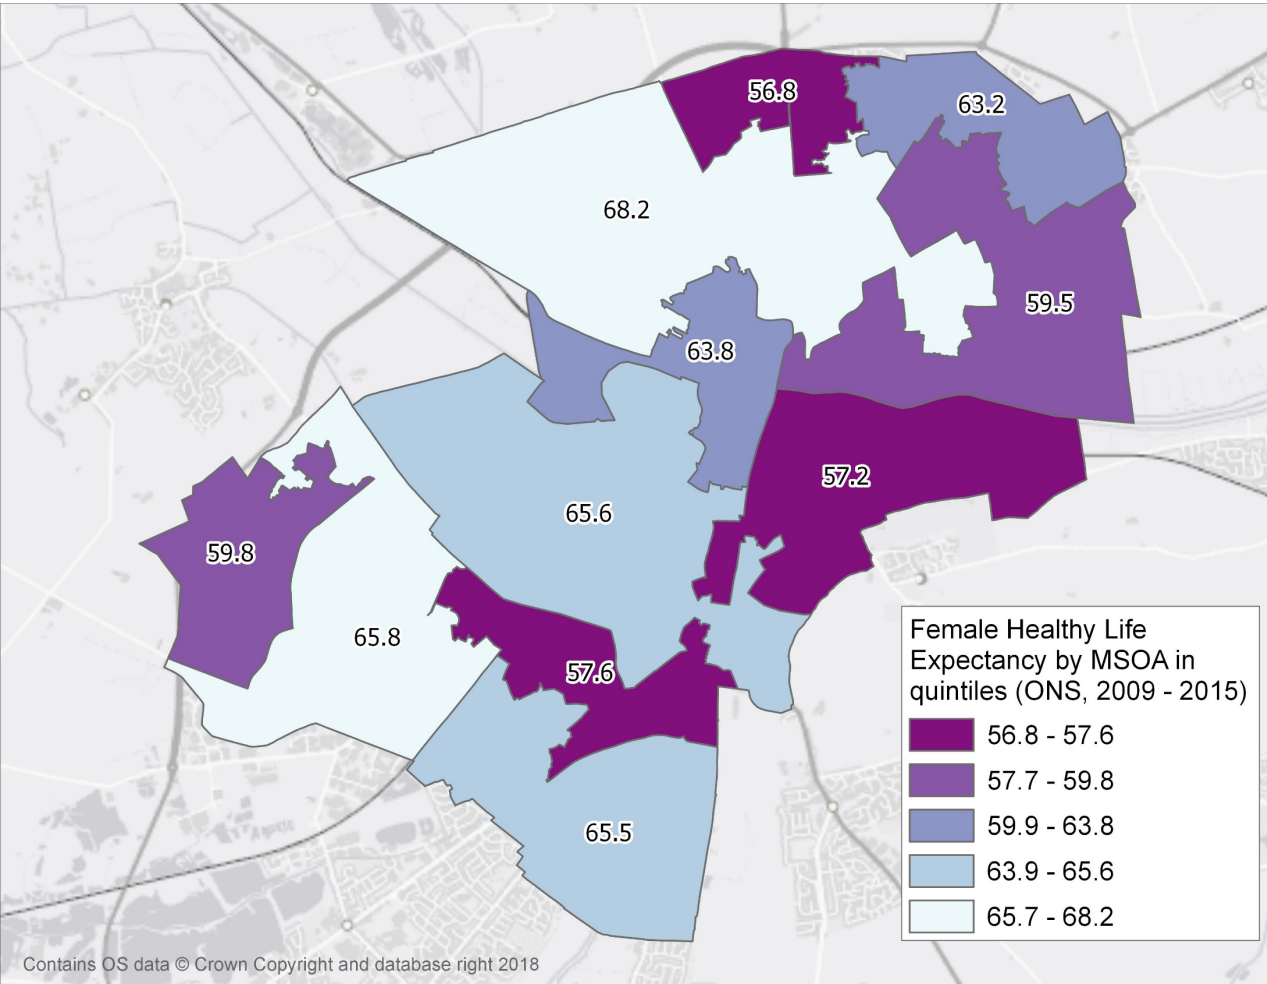 56.8
63.2
68.2
59.5
63.8
57.2
65.6
59.8
65.8
57.6
65.5
Female Healthy Life
Expectancy by MSOA in
quintiles (ONS, 2009 - 2015)
56.8 - 57.6
57.7 - 59.8
59.9 - 63.8
63.9 - 65.6
65.7 - 68.2
Contains OS data © Crown Copyright and database right 2018